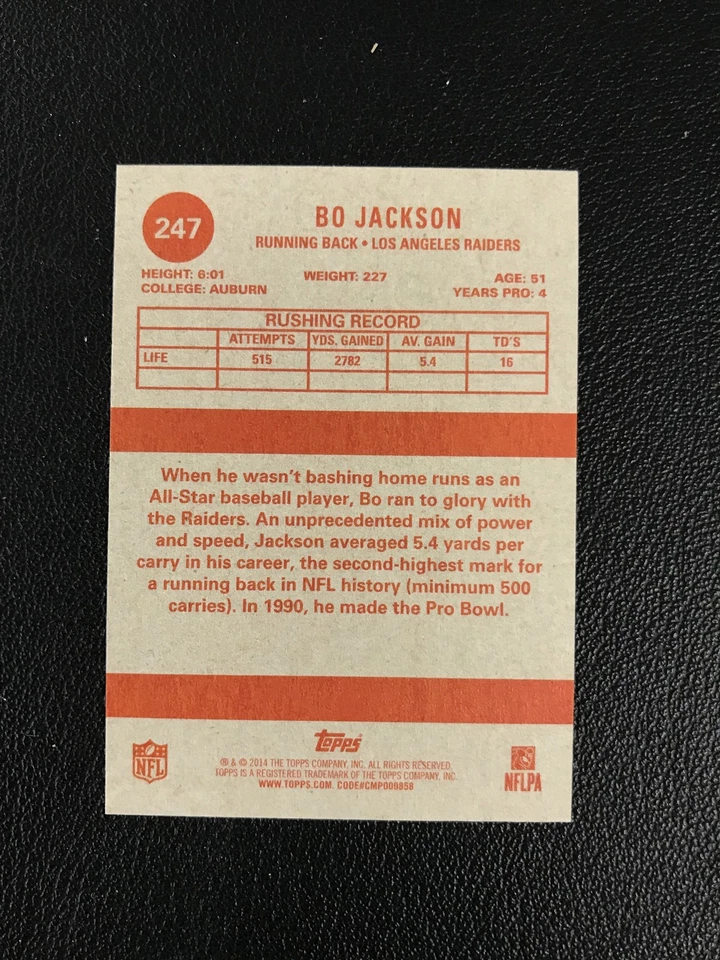 247
BO JACKSON
RUNNING BACK • LOS ANGELES RAIDERS
HEIGHT: 6:01 WEIGHT: 227 AGE: 51
COLLEGE: AUBURN YEARS PRO: 4
RUSHING RECORD
ATTEMPTS YDS. GAINED AV. GAIN TD'S
LIFE 515 2782 5.4 16
When he wasn't bashing home runs as an
All-Star baseball player, Bo ran to glory with
the Raiders. An unprecedented mix of power
and speed, Jackson averaged 5.4 yards per
carry in his career, the second-highest mark for
a running back in NFL history (minimum 500
carries). In 1990, he made the Pro Bowl.
NFL
Topps
® & © 2014 THE TOPPS COMPANY, INC. ALL RIGHTS RESERVED.
TOPPS IS A REGISTERED TRADEMARK OF THE TOPPS COMPANY, INC.
WWW.TOPPS.COM. CODE#CMP009858
NFLPA